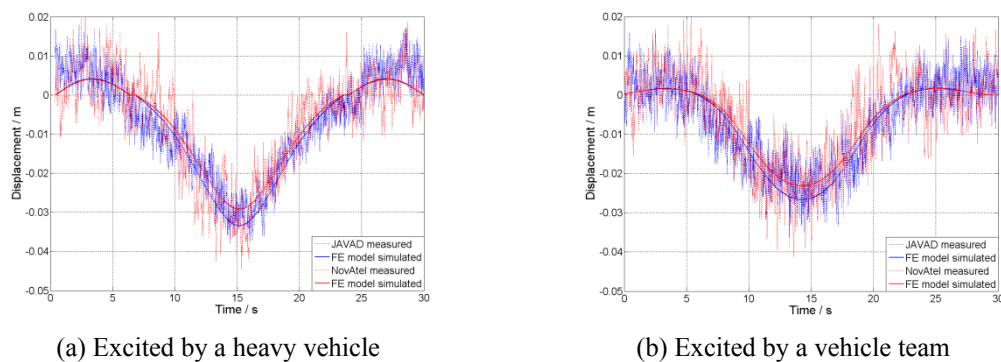 0.02
0.01
0
-0.01
-0.02
-0.03
-0.04
-0.05
Displacement / m
0 5 10 15 20 25 30
Time / s
JAVAD measured
FE model simulated
NovAtel measured
FE model simulated
(a) Excited by a heavy vehicle
0.02
0.01
0
-0.01
-0.02
-0.03
-0.04
0.05
Displacement / m
0 5 10 15 20 25 30
Time / s
JAVAD measured
FE model simulated
NovAtel measured
FE model simulated
(b) Excited by a vehicle team